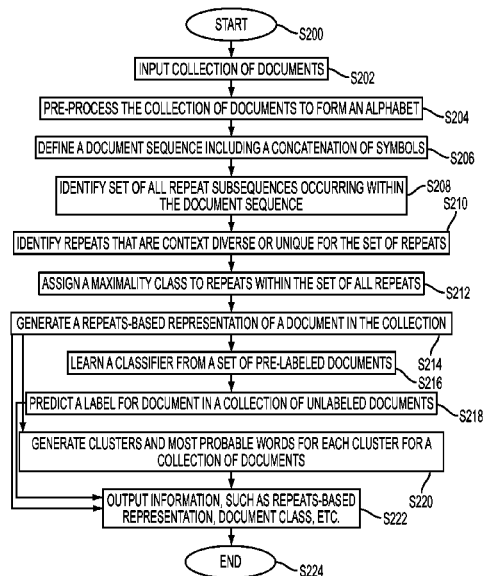 START
S200
INPUT COLLECTION OF DOCUMENTS
S202
PRE-PROCESS THE COLLECTION OF DOCUMENTS TO FORM AN ALPHABET
S204
DEFINE A DOCUMENT SEQUENCE INCLUDING A CONCATENATION OF SYMBOLS
S206
IDENTIFY SET OF ALL REPEAT SUBSEQUENCES OCCURRING WITHIN
THE DOCUMENT SEQUENCE
S208
S210
IDENTIFY REPEATS THAT ARE CONTEXT DIVERSE OR UNIQUE FOR THE SET OF REPEATS
ASSIGN A MAXIMALITY CLASS TO REPEATS WITHIN THE SET OF ALL REPEATS
S212
GENERATE A REPEATS-BASED REPRESENTATION OF A DOCUMENT IN THE COLLECTION
S214
LEARN A CLASSIFIER FROM A SET OF PRE-LABELED DOCUMENTS
S216
PREDICT A LABEL FOR DOCUMENT IN A COLLECTION OF UNLABELED DOCUMENTS
S218
GENERATE CLUSTERS AND MOST PROBABLE WORDS FOR EACH CLUSTER FOR A
COLLECTION OF DOCUMENTS
S220
OUTPUT INFORMATION, SUCH AS REPEATS-BASED
REPRESENTATION, DOCUMENT CLASS, ETC.
S222
END
S224